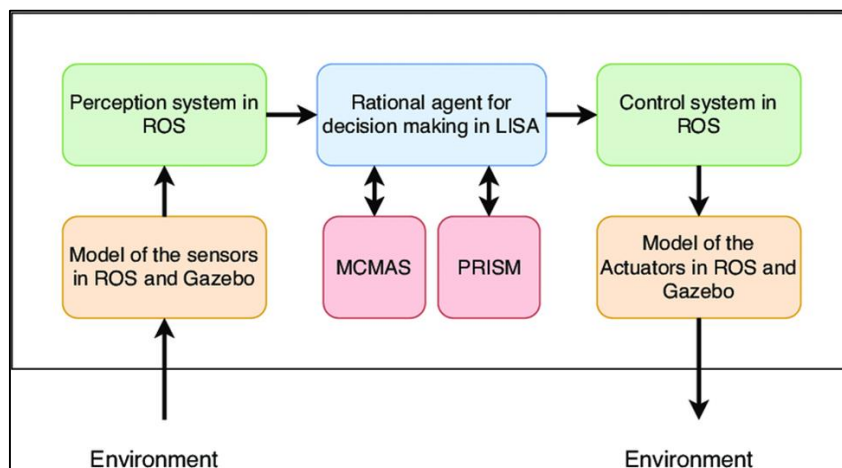 Perception system in
ROS
Rational agent for
decision making in LISA
Control system in
ROS
Model of the sensors
in ROS and Gazebo
MCMAS
PRISM
Model of the
Actuators in ROS and
Gazebo
Environment
Environment